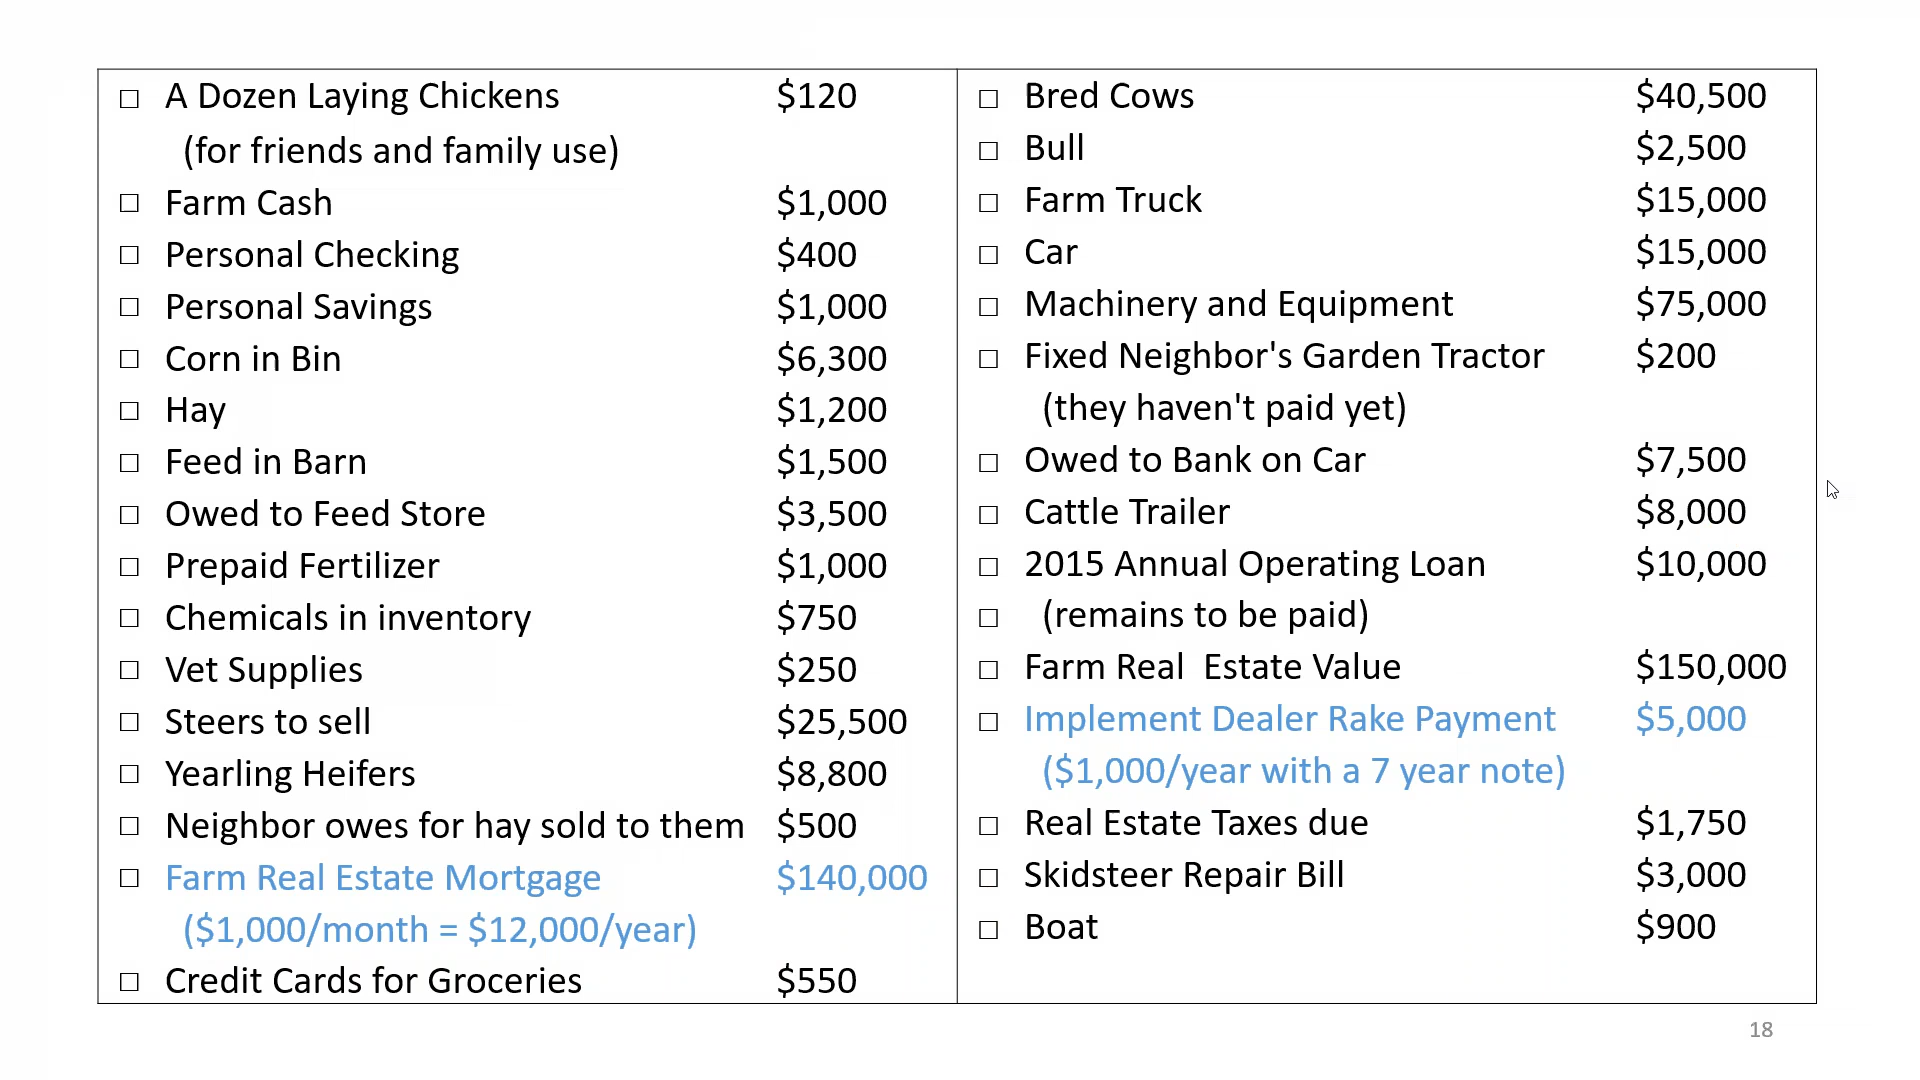 □ A Dozen Laying Chickens $120
(for friends and family use)
□ Farm Cash $1,000
□ Personal Checking $400
□ Personal Savings $1,000
□ Corn in Bin $6,300
□ Hay $1,200
□ Feed in Barn $1,500
□ Owed to Feed Store $3,500
□ Prepaid Fertilizer $1,000
□ Chemicals in inventory $750
□ Vet Supplies $250
□ Steers to sell $25,500
□ Yearling Heifers $8,800
□ Neighbor owes for hay sold to them $500
□ Farm Real Estate Mortgage $140,000
($1,000/month = $12,000/year)
□ Credit Cards for Groceries $550
□ Bred Cows $40,500
□ Bull $2,500
□ Farm Truck $15,000
□ Car $15,000
□ Machinery and Equipment $75,000
□ Fixed Neighbor's Garden Tractor $200
(they haven't paid yet)
□ Owed to Bank on Car $7,500
□ Cattle Trailer $8,000
□ 2015 Annual Operating Loan $10,000
□ (remains to be paid)
□ Farm Real  Estate Value $150,000
□ Implement Dealer Rake Payment $5,000
($1,000/year with a 7 year note)
□ Real Estate Taxes due $1,750
□ Skidsteer Repair Bill $3,000
□ Boat $900
18